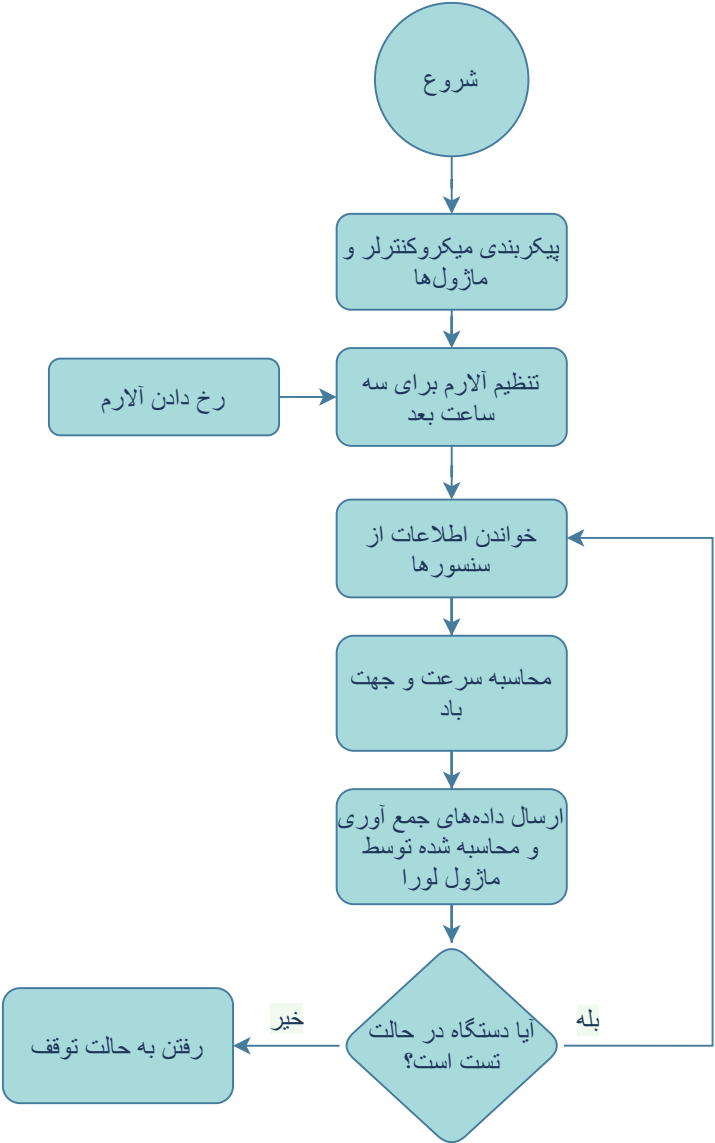 شروع
پیکربندی میکروکنترلر و
ماژول‌ها
تنظیم آلارم برای سه
ساعت بعد
رخ دادن آلارم
خواندن اطلاعات از
سنسورها
محاسبه سرعت و جهت
باد
ارسال داده‌های جمع آوری
و محاسبه شده توسط
ماژول لورا
آیا دستگاه در حالت
تست است؟
بله
خیر
رفتن به حالت توقف